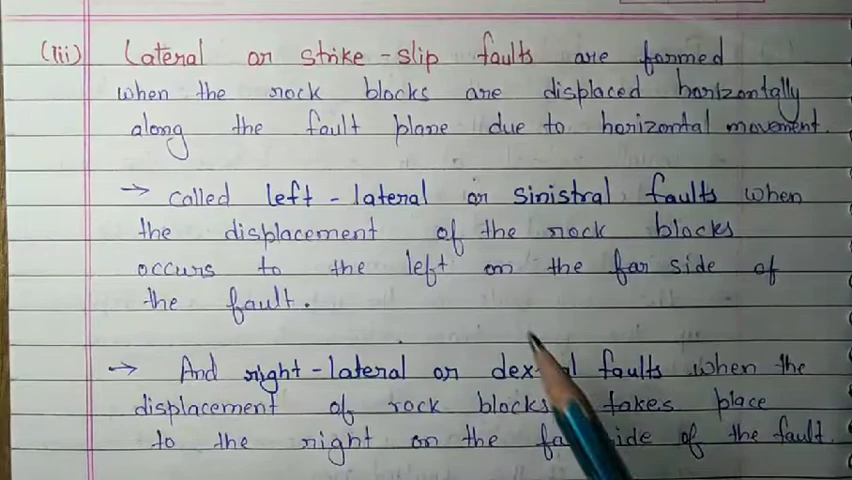 (iii) Lateral or strike-slip faults are formed
when the rock blocks are displaced horizontally
along the fault plane due to horizontal movement.
→ called left-lateral or sinistral faults when
the displacement of the rock blocks
occurs to the left on the far side of
the fault.
→ And right-lateral or faults when the
displacement of rock blocks takes place
to the right on the side of the fault.